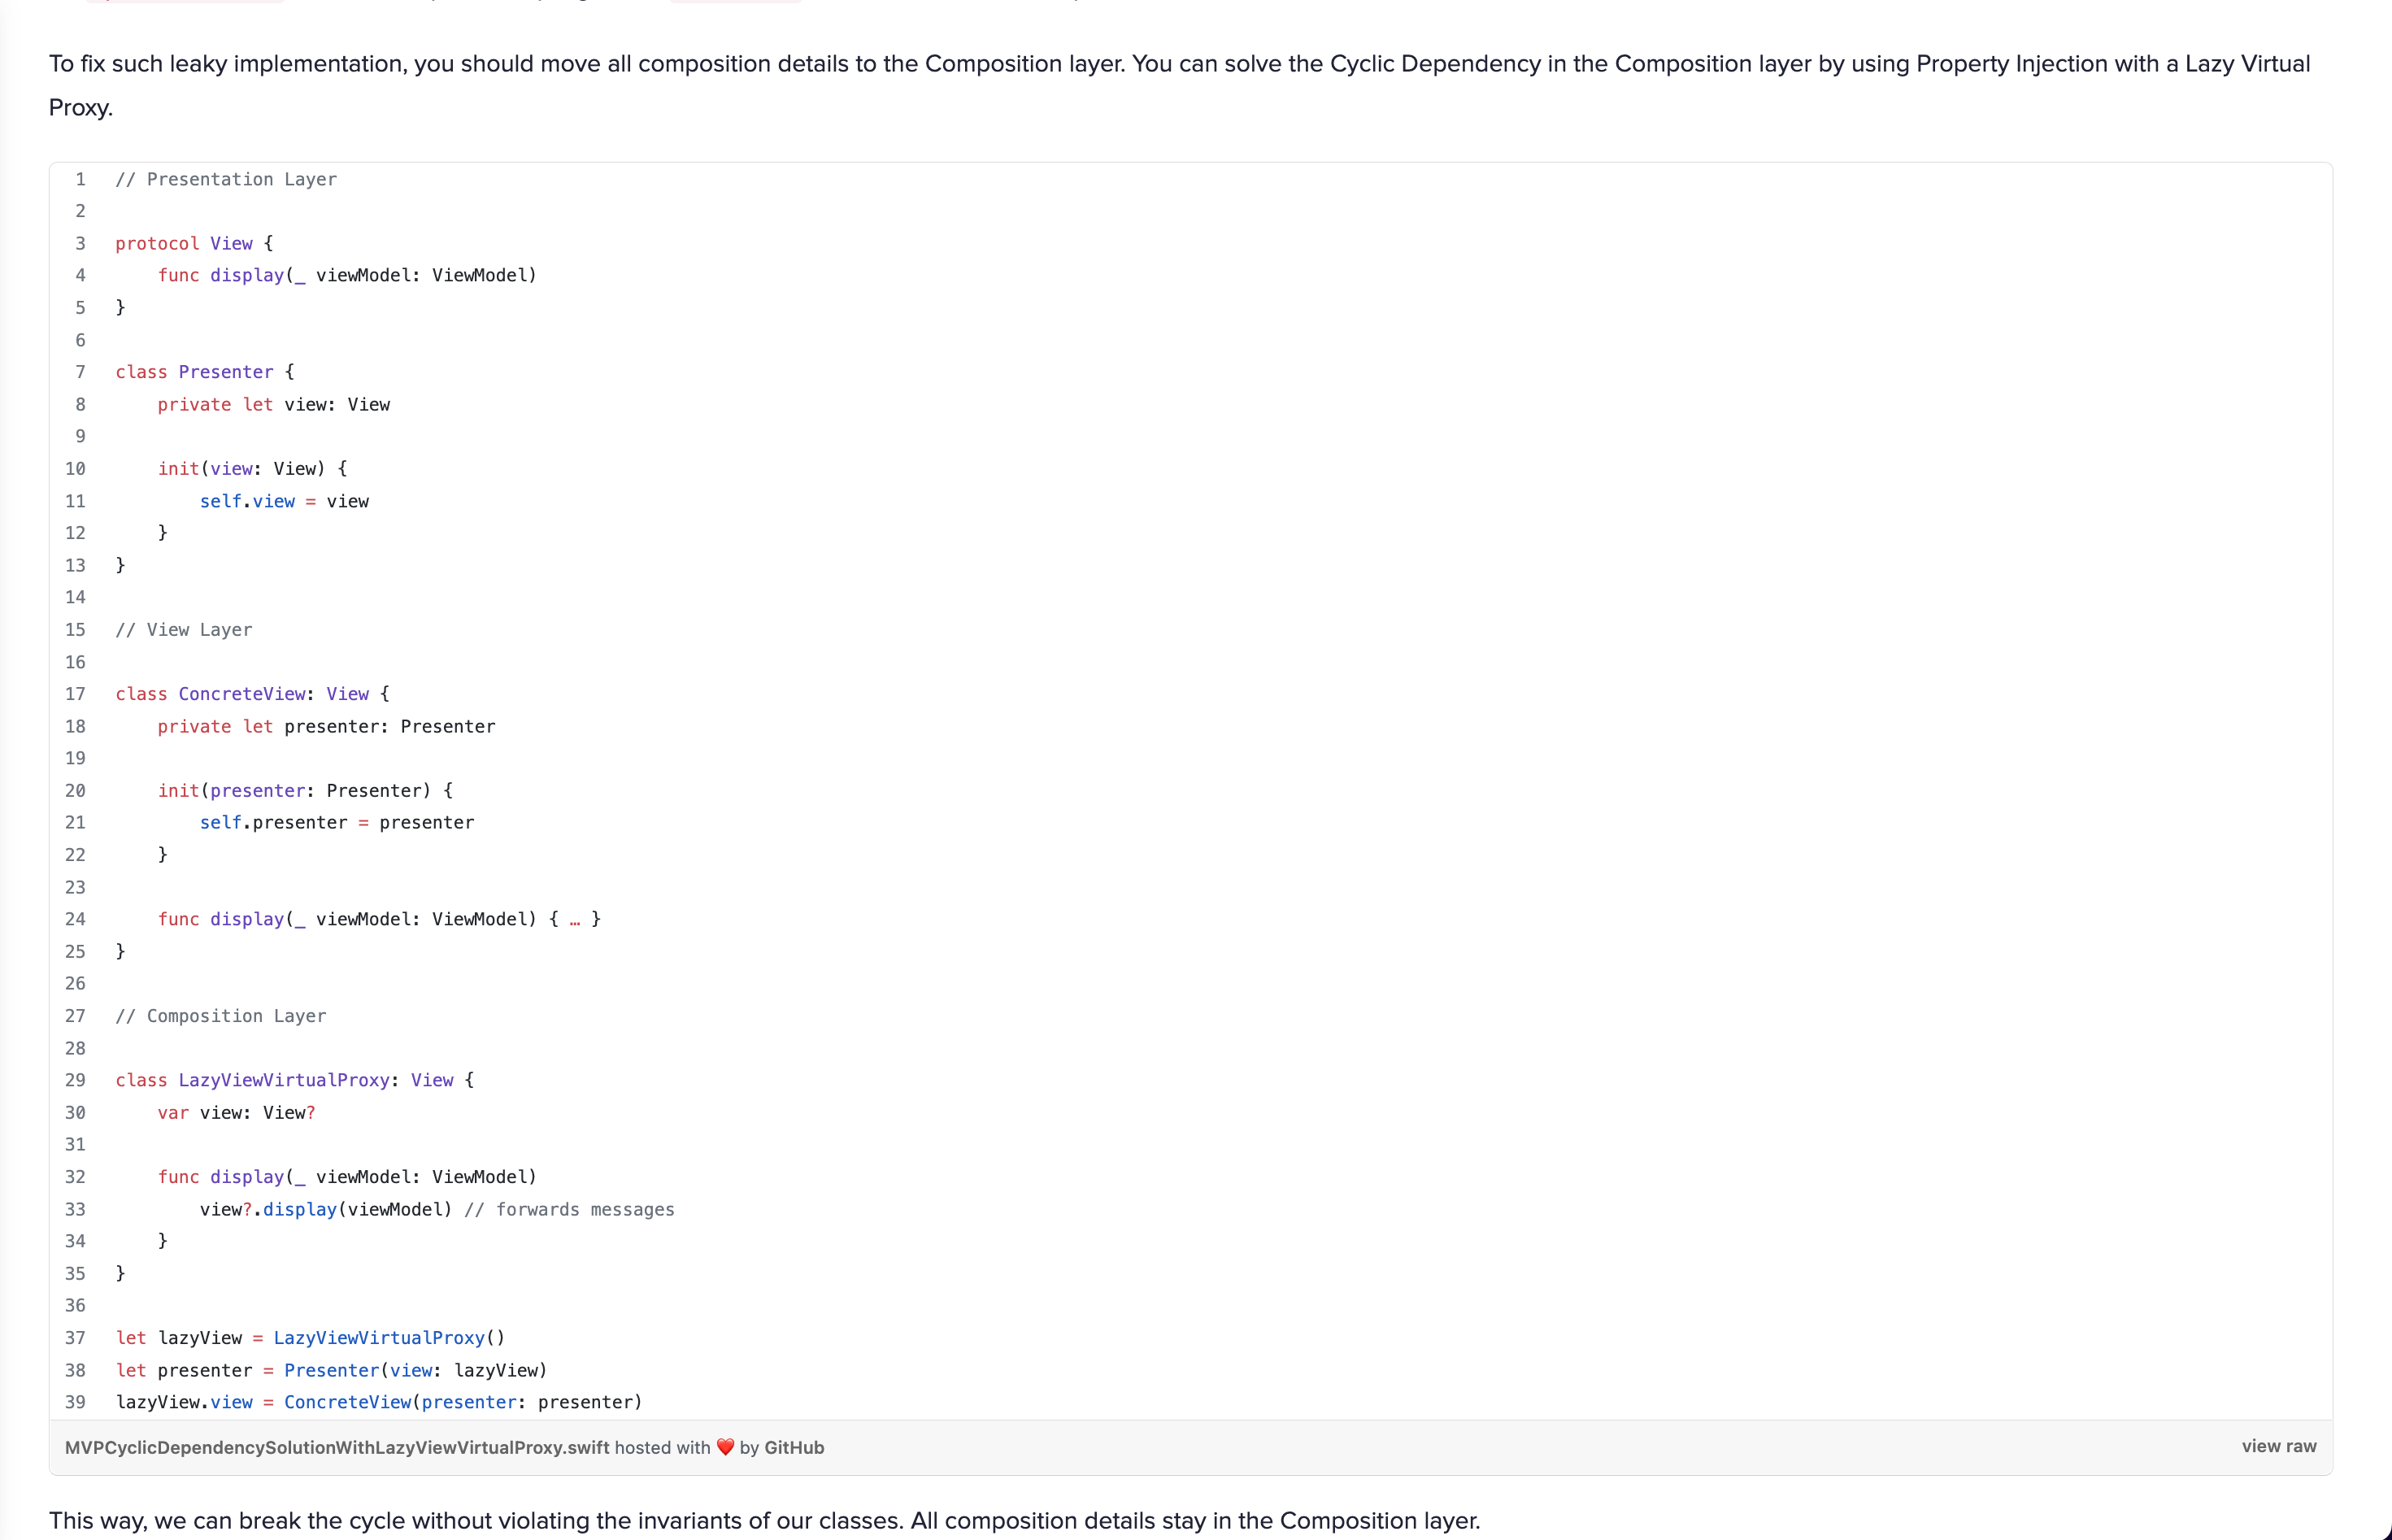 To fix such leaky implementation, you should move all composition details to the Composition layer. You can solve the Cyclic Dependency in the Composition layer by using Property Injection with a Lazy Virtual
Proxy.
1 // Presentation Layer
2
3 protocol View {
4     func display(_ viewModel: ViewModel)
5 }
6
7 class Presenter {
8     private let view: View
9
10     init(view: View) {
11         self.view = view
12     }
13 }
14
15 // View Layer
16
17 class ConcreteView: View {
18     private let presenter: Presenter
19
20     init(presenter: Presenter) {
21         self.presenter = presenter
22     }
23
24     func display(_ viewModel: ViewModel) { … }
25 }
26
27 // Composition Layer
28
29 class LazyViewVirtualProxy: View {
30     var view: View?
31
32     func display(_ viewModel: ViewModel)
33         view?.display(viewModel) // forwards messages
34     }
35 }
36
37 let lazyView = LazyViewVirtualProxy()
38 let presenter = Presenter(view: lazyView)
39 lazyView.view = ConcreteView(presenter: presenter)
MVPCyclicDependencySolutionWithLazyViewVirtualProxy.swift hosted with ❤ by GitHub view raw
This way, we can break the cycle without violating the invariants of our classes. All composition details stay in the Composition layer.